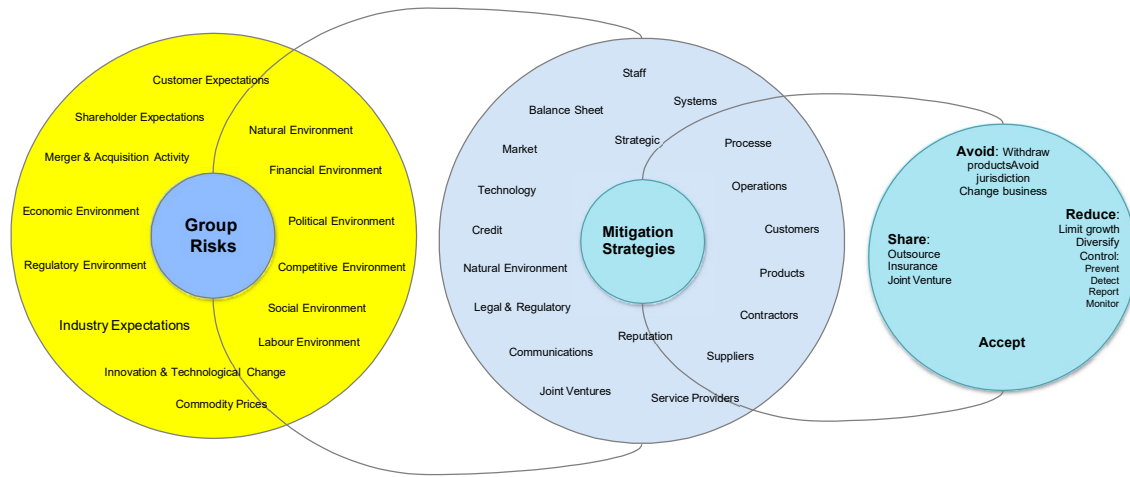 Customer Expectations
Shareholder Expectations
Natural Environment
Merger & Acquisition Activity
Financial Environment
Economic Environment
Political Environment
Group
Risks
Regulatory Environment
Competitive Environment
Social Environment
Industry Expectations
Labour Environment
Innovation & Technological Change
Commodity Prices
Staff
Systems
Balance Sheet
Strategic
Processe
Market
Technology
Operations
Credit
Customers
Mitigation
Strategies
Natural Environment
Products
Legal & Regulatory
Contractors
Reputation
Communications
Suppliers
Joint Ventures
Service Providers
Avoid: Withdraw
productsAvoid
jurisdiction
Change business
Reduce:
Limit growth
Diversify
Control:
Prevent
Detect
Report
Monitor
Share:
Outsource
Insurance
Joint Venture
Accept